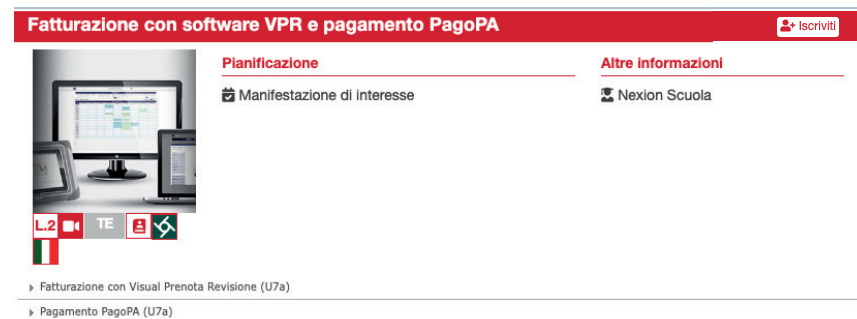 Fatturazione con software VPR e pagamento PagoPA
Iscriviti
Pianificazione
Manifestazione di interesse
Altre informazioni
Nexion Scuola
L.2
TE
Fatturazione con Visual Prenota Revisione (U7a)
Pagamento PagoPA (U7a)